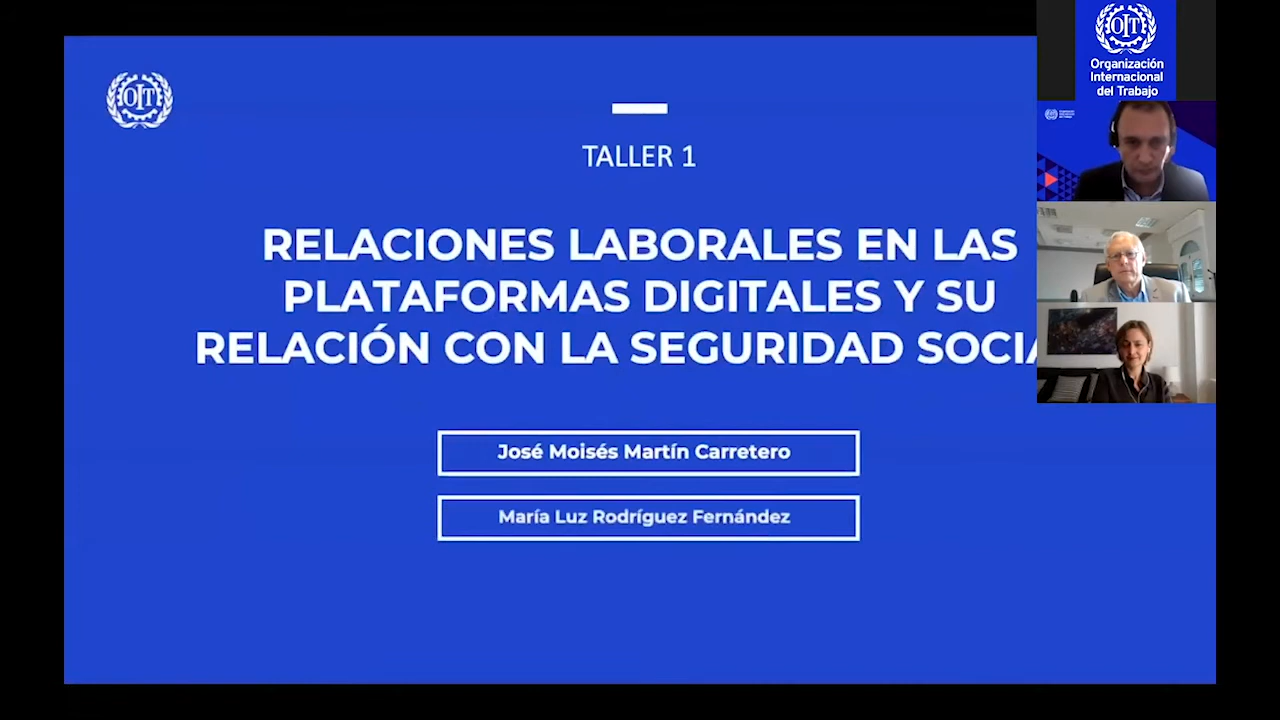 OIT
TALLER 1
RELACIONES LABORALES EN LAS
PLATAFORMAS DIGITALES Y SU
RELACIÓN CON LA SEGURIDAD SOCIA
José Moisés Martín Carretero
María Luz Rodríguez Fernández
OIT
Organización
Internacional
del Trabajo